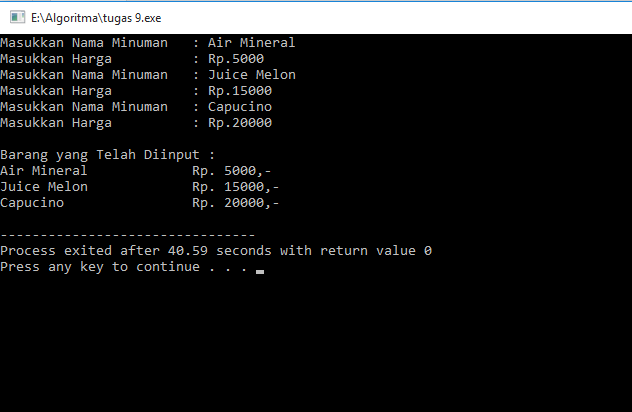 E:\Algoritma\tugas 9.exe
Masukkan Nama Minuman   : Air Mineral
Masukkan Harga          : Rp.5000
Masukkan Nama Minuman   : Juice Melon
Masukkan Harga          : Rp.15000
Masukkan Nama Minuman   : Capucino
Masukkan Harga          : Rp.20000
Barang yang Telah Diinput :
Air Mineral             Rp. 5000,-
Juice Melon             Rp. 15000,-
Capucino                Rp. 20000,-
--------------------------------
Process exited after 40.59 seconds with return value 0
Press any key to continue . . .